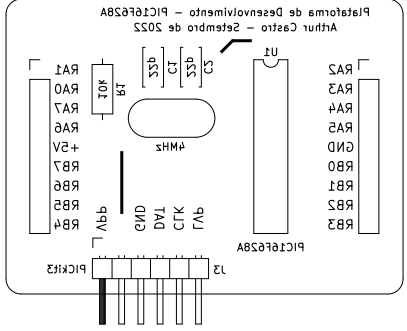 Plataforma de Desenvolvimento - PIC16F628A
Arthur Castro - Setembro de 2022
U1
RA1
RA0
RA7
RA6
+5V
RB7
RB6
RB5
RB4
10k
R1
22p
C1
22p
C2
4MHz
RA2
RA3
RA4
RA5
GND
RB0
RB1
RB2
RB3
VPP
GND
DAT
CLK
LVP
PIC16F628A
PICkit3
J3